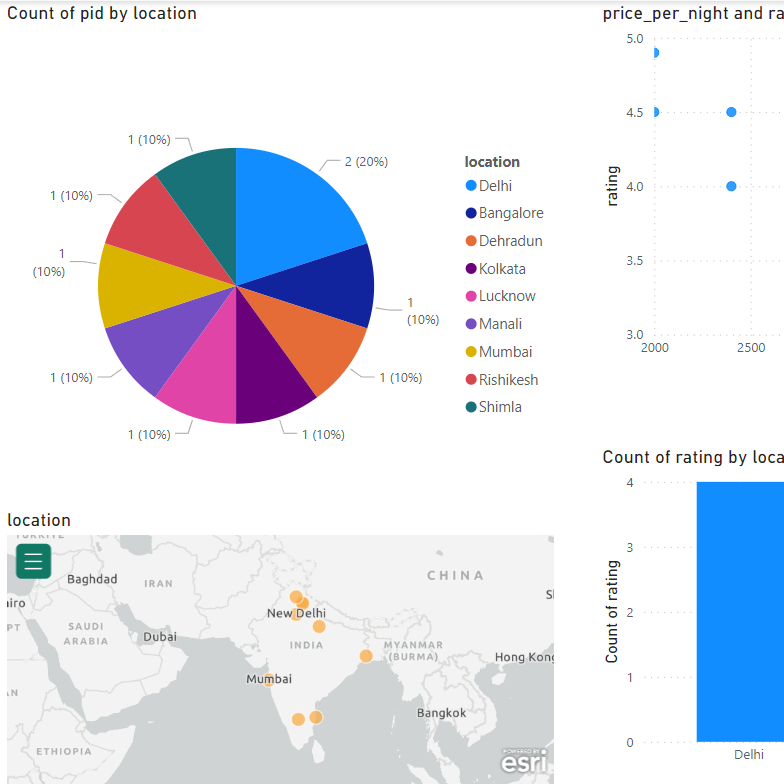 Count of pid by location
1 (10%)
2 (20%)
1 (10%)
1
(10%)
1
(10%)
1 (10%)
1 (10%)
1 (10%)
1 (10%)
location
Delhi
Bangalore
Dehradun
Kolkata
Lucknow
Manali
Mumbai
Rishikesh
Shimla
price_per_night and ra
5.0
4.5
4.0
3.5
3.0
rating
2000
2500
location
Baghdad
IRAN
CHINA
airo
New Delhi
PT
SAUDI
ARABIA
Dubai
INDIA
MYANMAR
(BURMA)
Hong Kong
Mumbai
AN
Bangkok
ETHIOPIA
POWERED BY
esri
Count of rating by loca
4
3
2
1
0
Count of rating
Delhi